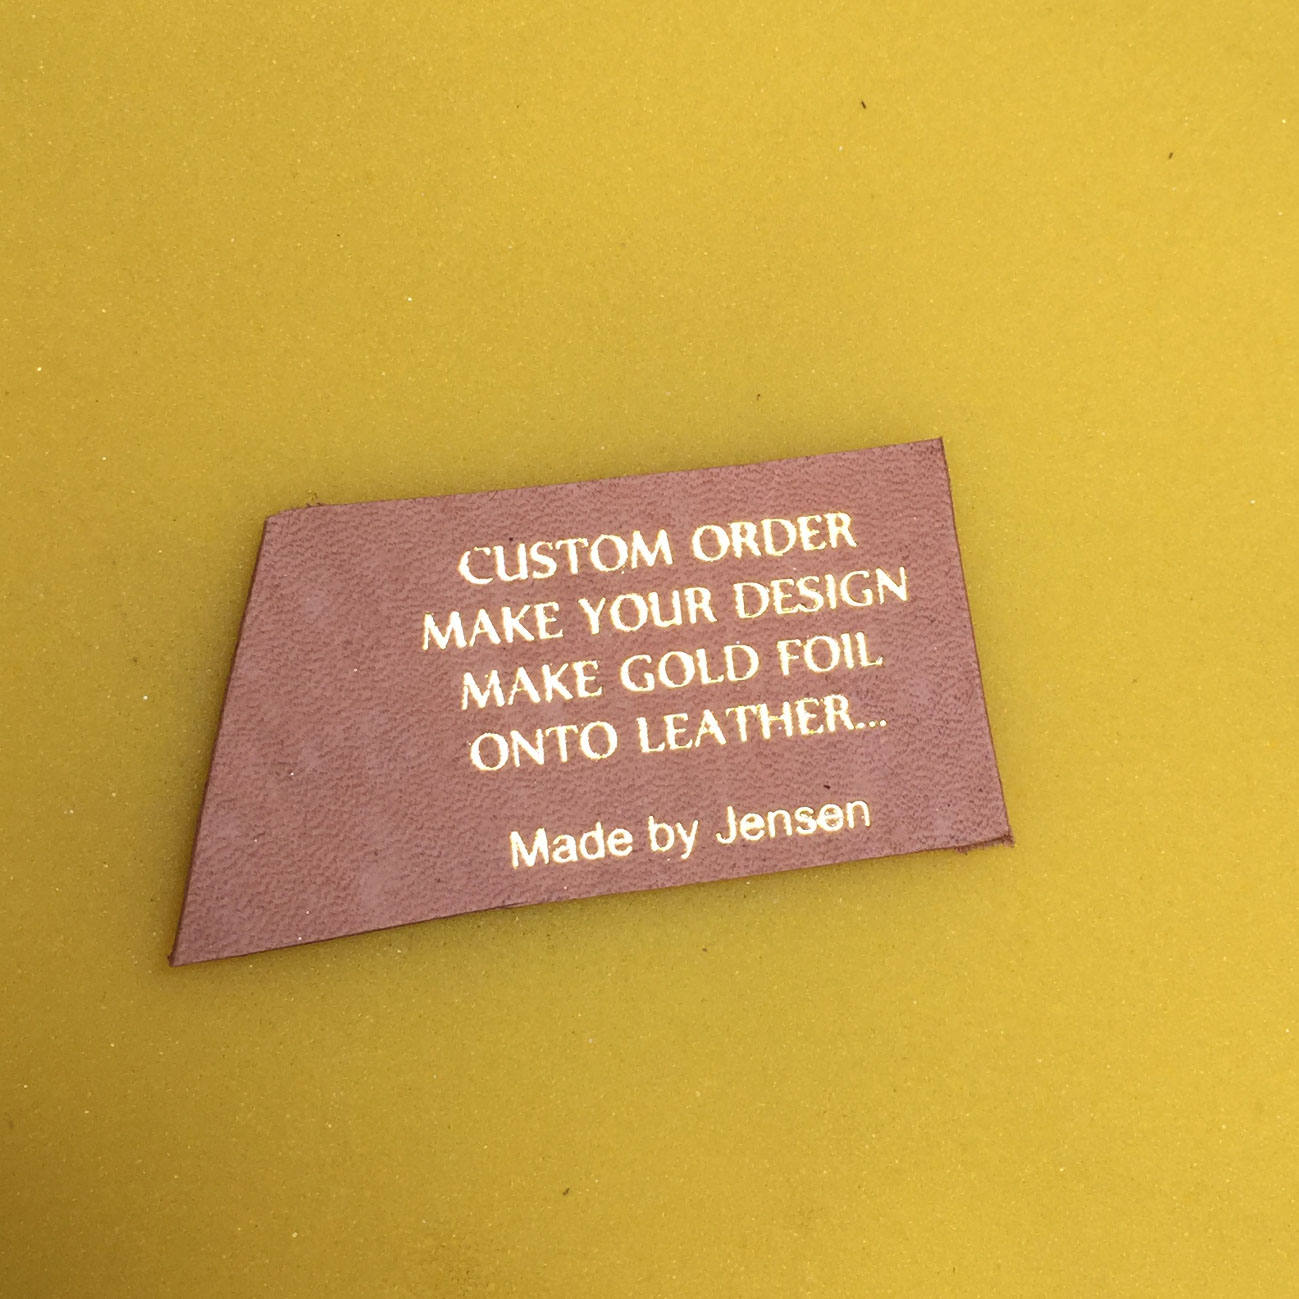 CUSTOM ORDER
MAKE YOUR DESIGN
MAKE GOLD FOIL
ONTO LEATHER...
Made by Jensen